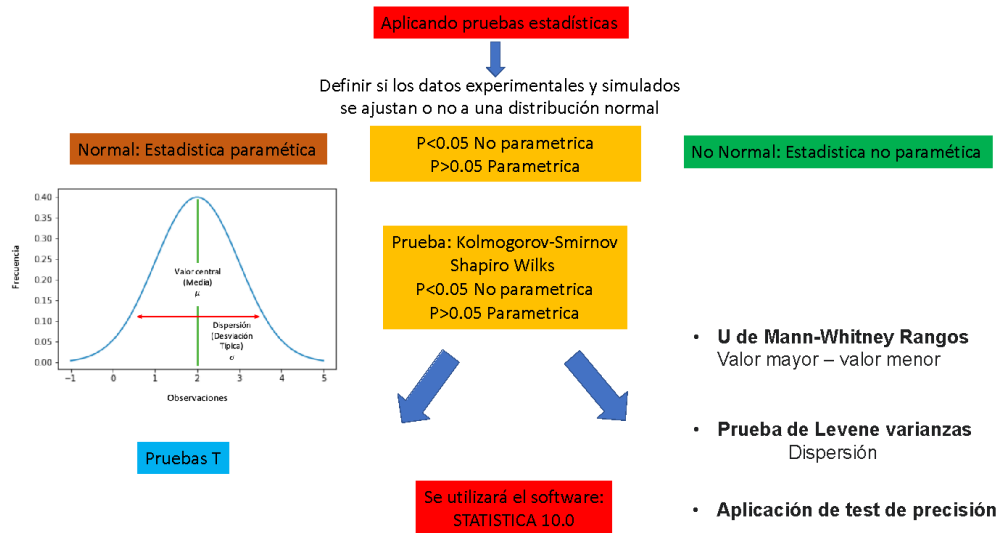 Aplicando pruebas estadísticas
Definir si los datos experimentales y simulados
se ajustan o no a una distribución normal
Normal: Estadistica paramética
P<0.05 No parametrica
P>0.05 Parametrica
No Normal: Estadistica no paramética
0.40
0.35
0.30
0.25
0.20
0.15
0.10
0.05
0.00
Frecuencia
Valor central
(Media)
μ
Dispersión
(Desviación
Típica)
σ
−1 0 1 2 3 4 5
Observaciones
Prueba: Kolmogorov-Smirnov
Shapiro Wilks
P<0.05 No parametrica
P>0.05 Parametrica
Pruebas T
• U de Mann-Whitney Rangos
Valor mayor – valor menor
• Prueba de Levene varianzas
Dispersión
• Aplicación de test de precisión
Se utilizará el software:
STATISTICA 10.0